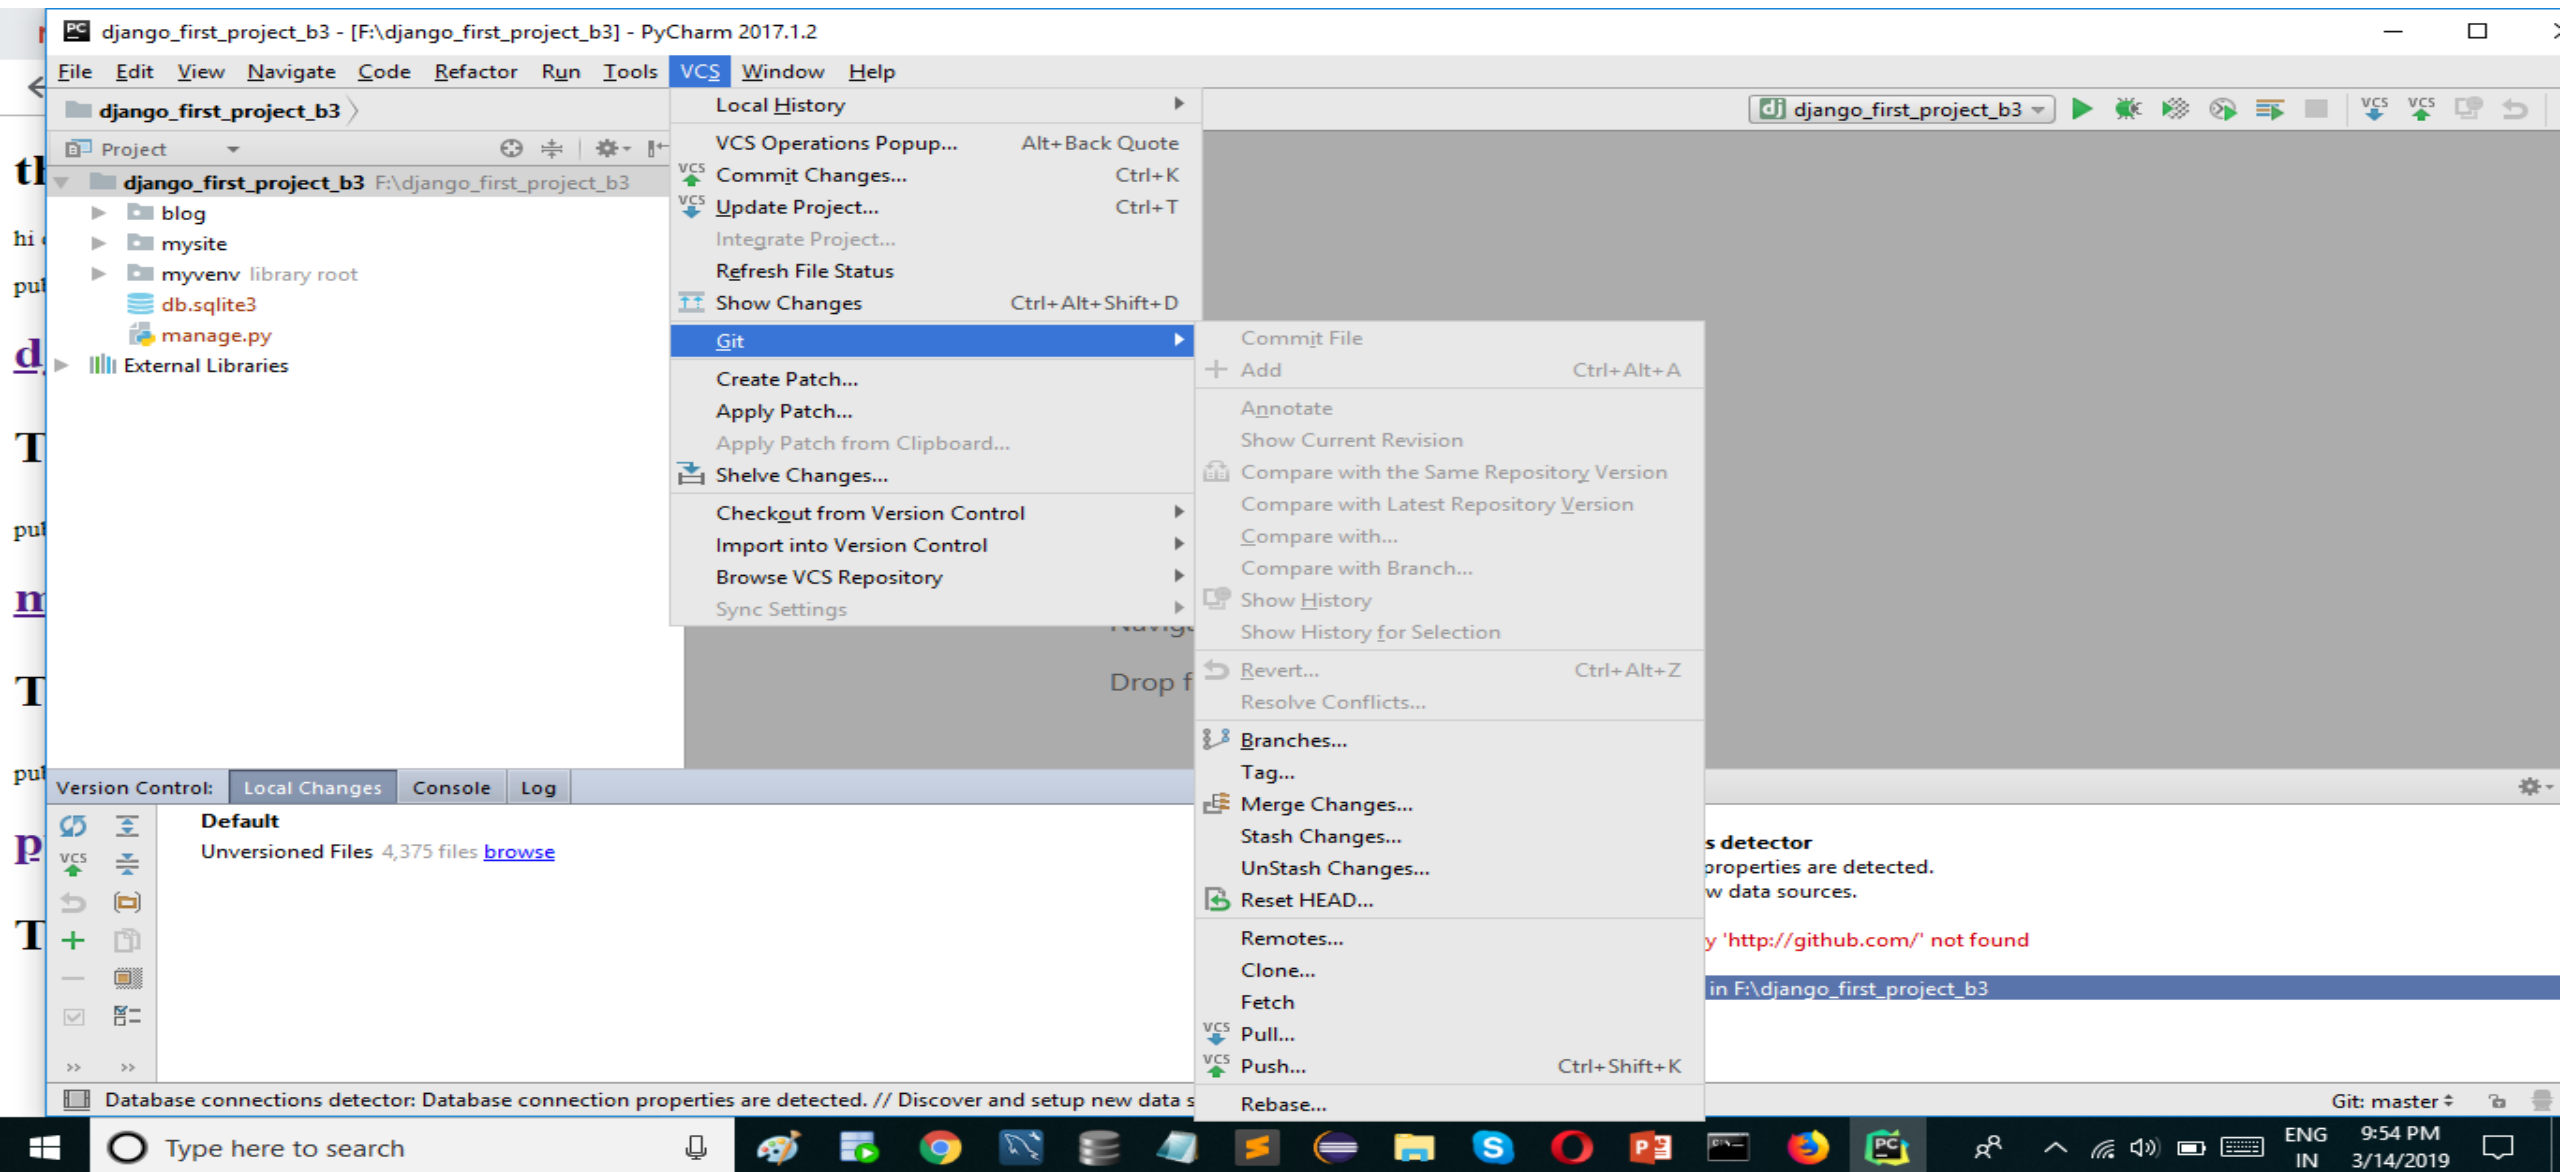 django_first_project_b3 - [F:\django_first_project_b3] - PyCharm 2017.1.2
File Edit View Navigate Code Refactor Run Tools VCS Window Help
django_first_project_b3
django_first_project_b3
VCS VCS
Project
django_first_project_b3 F:\django_first_project_b3
blog
mysite
myvenv library root
db.sqlite3
manage.py
External Libraries
hi
Local History
VCS Operations Popup... Alt+Back Quote
VCS Commit Changes... Ctrl+K
VCS Update Project... Ctrl+T
Integrate Project...
Refresh File Status
Show Changes Ctrl+Alt+Shift+D
Git
Create Patch...
Apply Patch...
Apply Patch from Clipboard...
Shelve Changes...
Checkout from Version Control
Import into Version Control
Browse VCS Repository
Sync Settings
Drop
Commit File
Add Ctrl+Alt+A
Annotate
Show Current Revision
Compare with the Same Repository Version
Compare with Latest Repository Version
Compare with...
Compare with Branch...
Show History
Show History for Selection
Revert... Ctrl+Alt+Z
Resolve Conflicts...
Branches...
Tag...
Merge Changes...
Stash Changes...
UnStash Changes...
Reset HEAD...
Remotes...
Clone...
Fetch
VCS Pull...
VCS Push... Ctrl+Shift+K
Rebase...
Version Control: Local Changes Console Log
Default
Unversioned Files 4,375 files browse
VCS
s detector
properties are detected.
w data sources.
y 'http://github.com/' not found
in F:\django_first_project_b3
Database connections detector: Database connection properties are detected. // Discover and setup new data s
Git: master
Type here to search
ENG
IN
9:54 PM
3/14/2019